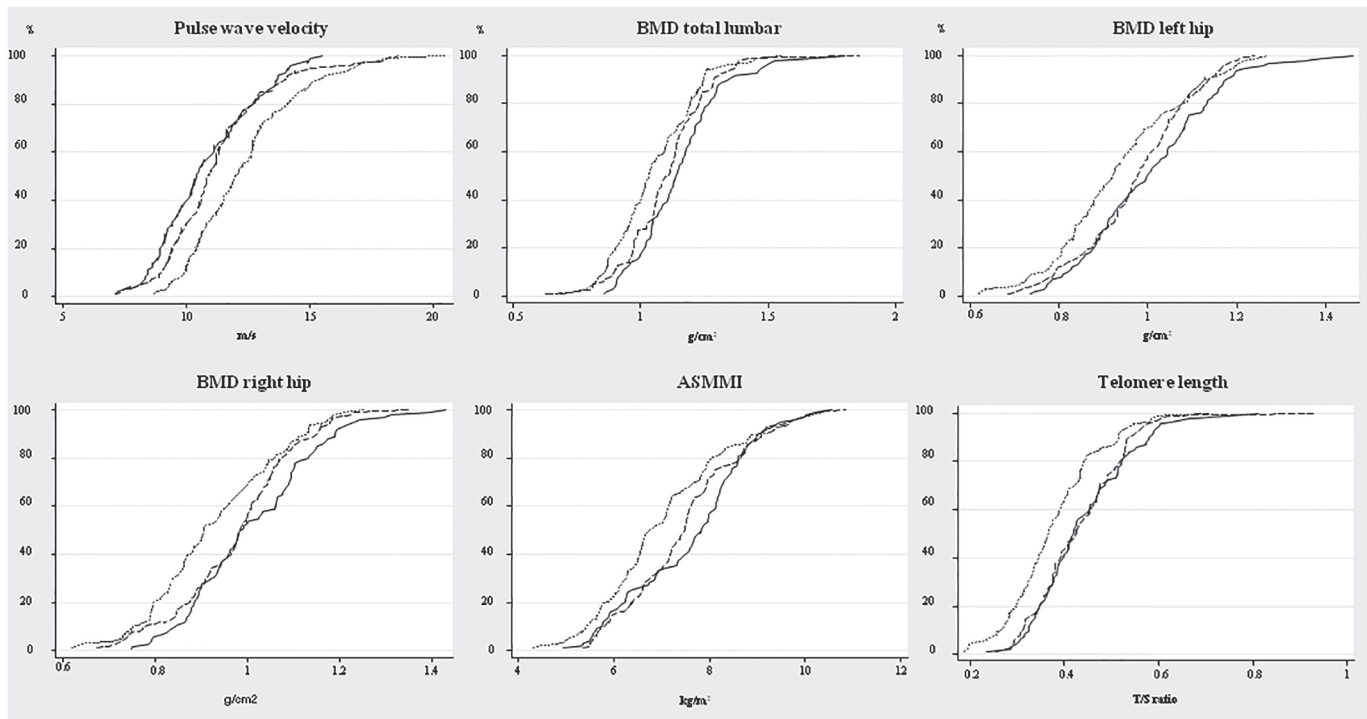 Pulse wave velocity
%
100
80
60
40
20
0
5 10 15 20
m/s
BMD total lumbar
%
100
80
60
40
20
0
0.5 1 1.5 2
g/cm²
BMD left hip
%
100
80
60
40
20
0
0.6 0.8 1 1.2 1.4
g/cm²
BMD right hip
100
80
60
40
20
0
0.6 0.8 1 1.2 1.4
g/cm2
ASMMI
100
80
60
40
20
0
4 6 8 10 12
kg/m²
Telomere length
100
80
60
40
20
0
0.2 0.4 0.6 0.8 1
T/S ratio